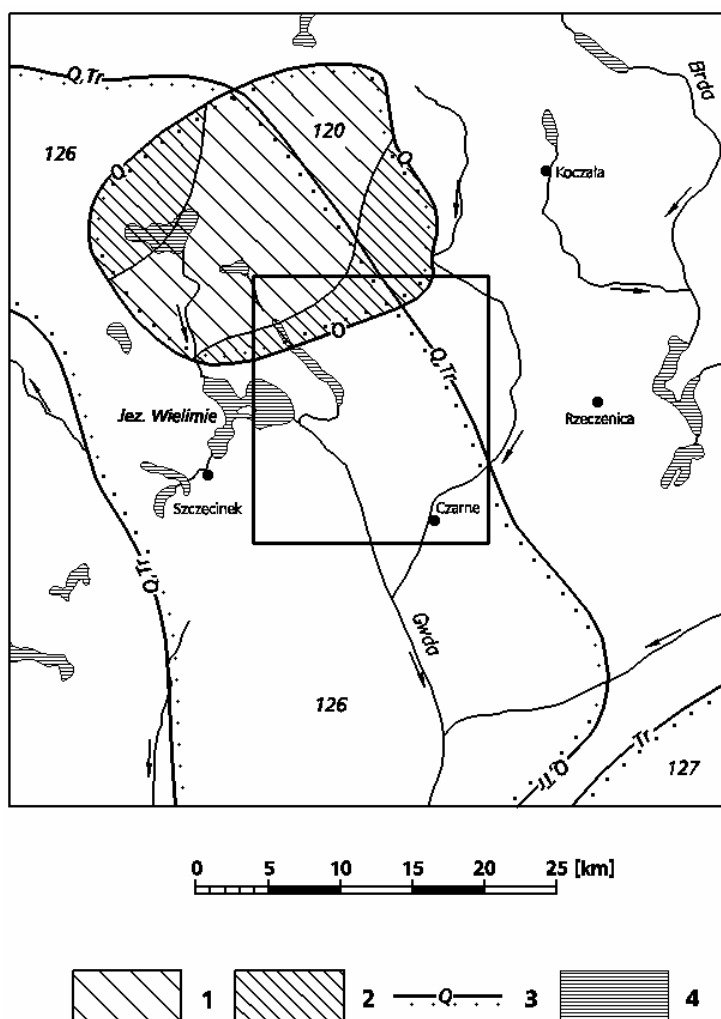 Q,Tr
Brda
120
126
Q
Q
Koczała
Q
Q,Tr
Jez. Wielimie
Rzeczenica
Szczecinek
Czarne
Q,Tr
Gwda
126
Tr
127
Q,Tr
0 5 10 15 20 25 [km]
1 2 Q 3 4